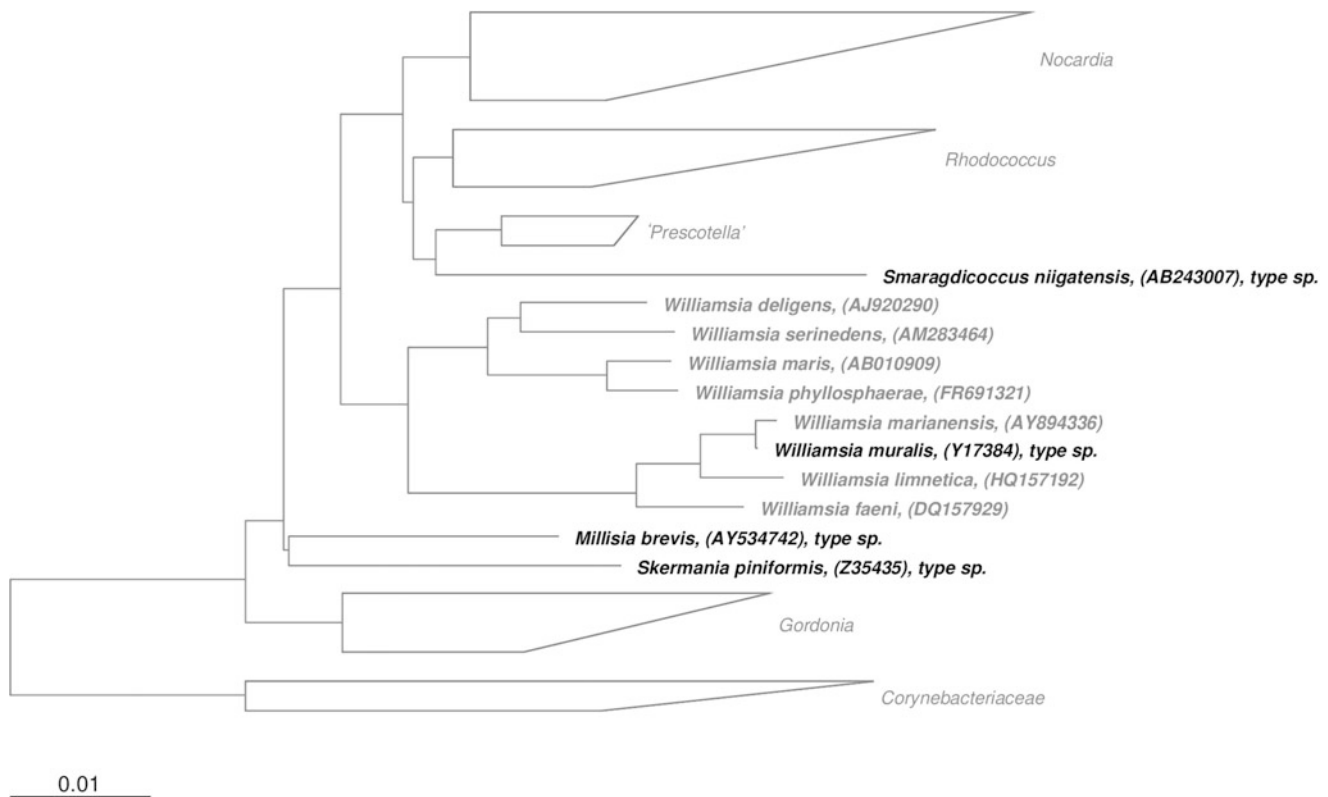 Nocardia
Rhodococcus
'Prescotella'
Smaragdicoccus niigatensis, (AB243007), type sp.
Williamsia deligens, (AJ920290)
Williamsia serinedens, (AM283464)
Williamsia maris, (AB010909)
Williamsia phyllosphaerae, (FR691321)
Williamsia marianensis, (AY894336)
Williamsia muralis, (Y17384), type sp.
Williamsia limnetica, (HQ157192)
Williamsia faeni, (DQ157929)
Millisia brevis, (AY534742), type sp.
Skermania piniformis, (Z35435), type sp.
Gordonia
Corynebacteriaceae
0.01